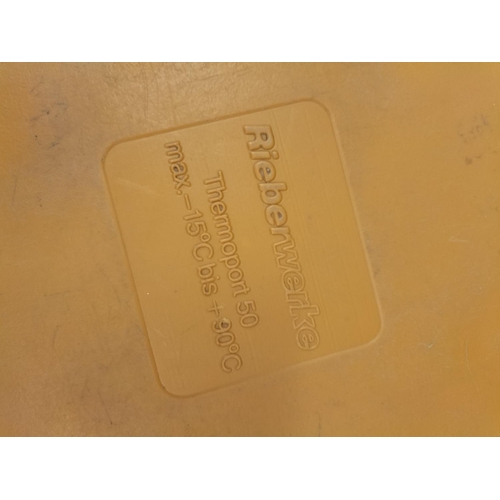 Rieberwerke
Thermoport 50
max. -15°C bis + 90°C